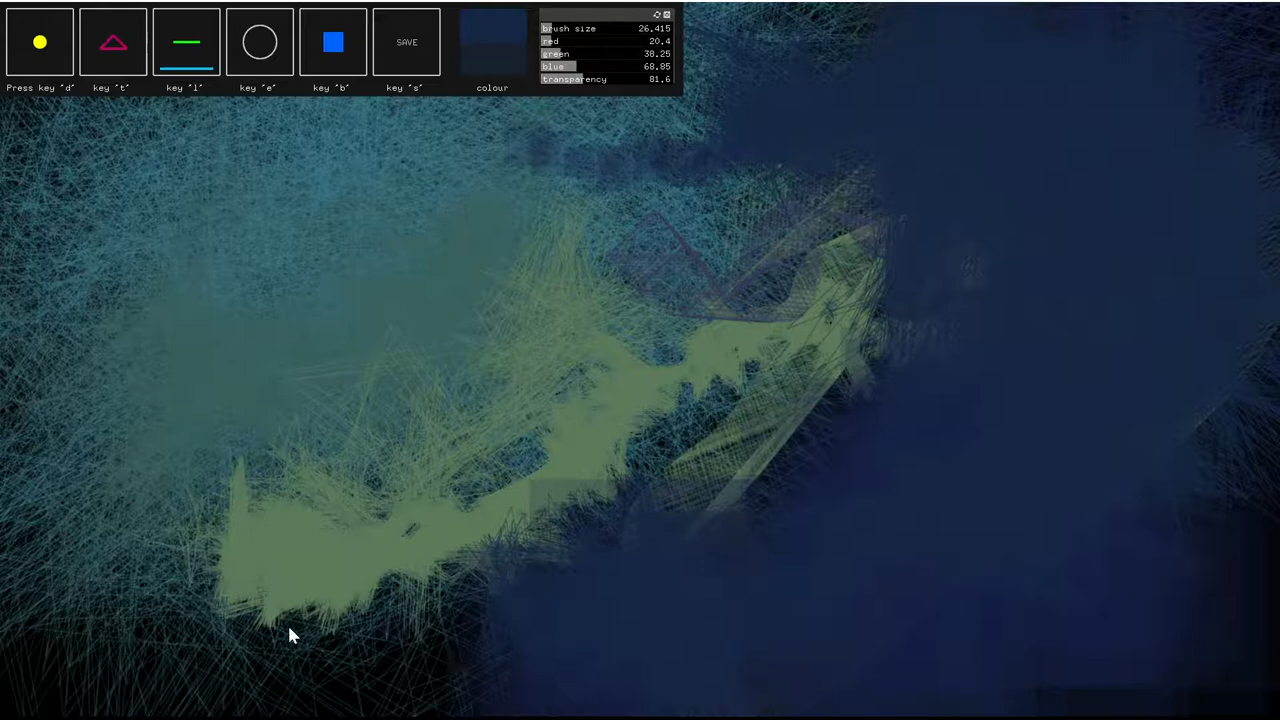 SAVE
Press key 'd' key 't' key 'l' key 'e' key 'b' key 's' colour
brush size 26.415
red 20.4
green 38.25
blue 68.85
transparency 81.6